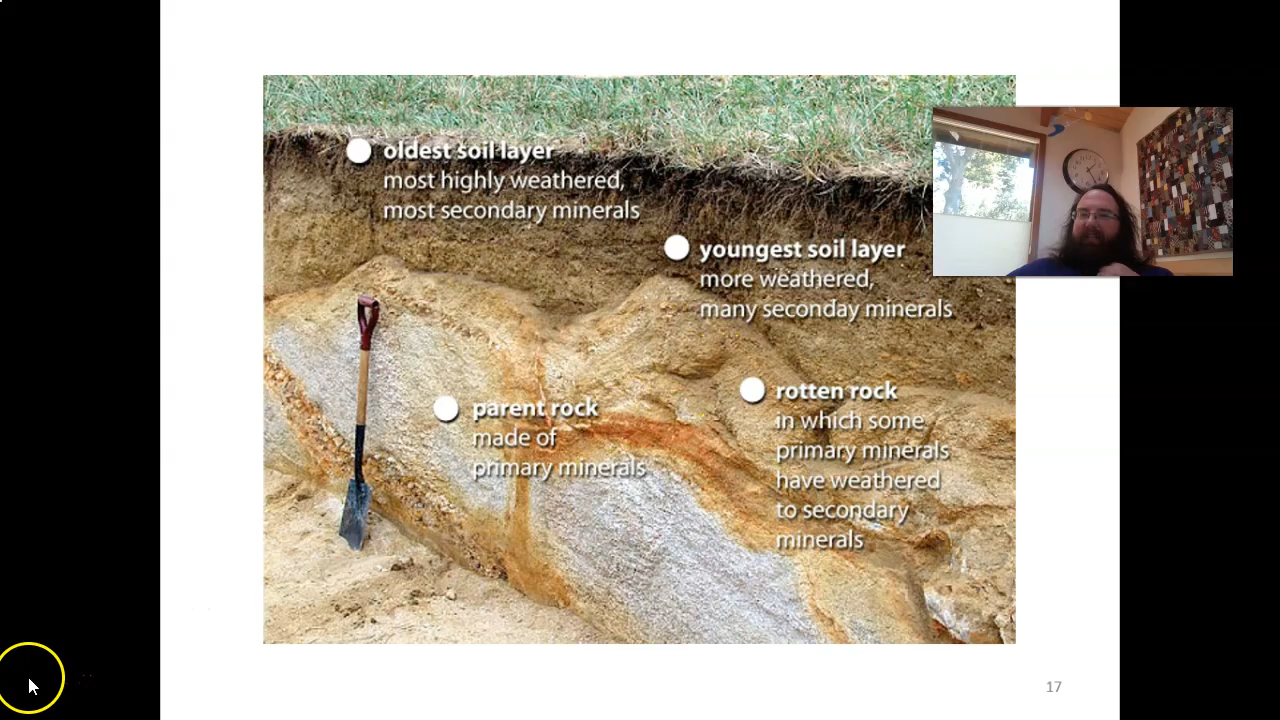 oldest soil layer
most highly weathered,
most secondary minerals
youngest soil layer
more weathered,
many seconday minerals
rotten rock
in which some
primary minerals
have weathered
to secondary
minerals
parent rock
made of
primary minerals
17